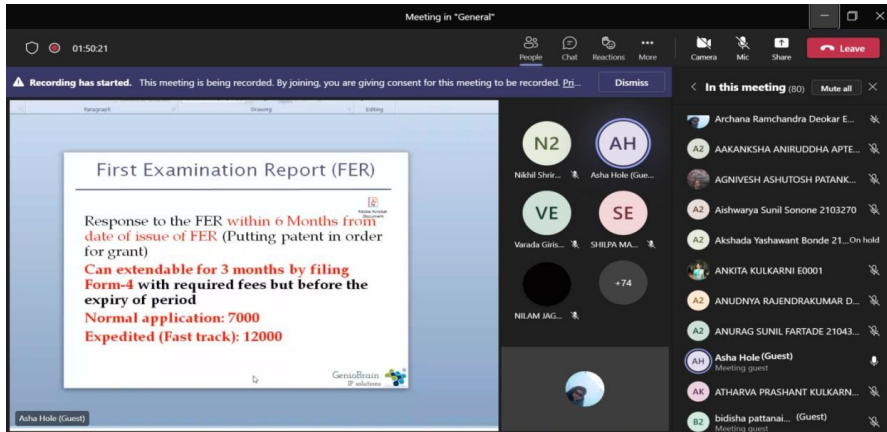 Meeting in "General"
01:50:21
People
Chat
Reactions
More
Camera
Mic
Share
Leave
Recording has started. This meeting is being recorded. By joining, you are giving consent for this meeting to be recorded. Pri...
Dismiss
Paragraph
Drawing
Editing
First Examination Report (FER)
Adobe Acrobat
Document
Response to the FER within 6 Months from
date of issue of FER (Putting patent in order
for grant)
Can extendable for 3 months by filing
Form-4 with required fees but before the
expiry of period
Normal application: 7000
Expedited (Fast track): 12000
GenioBrain
IP solutions
Asha Hole (Guest)
N2
Nikhil Shrir...
AH
Asha Hole (Gue...
VE
Varada Giris...
SE
SHILPA MA...
NILAM JAG...
+74
In this meeting (80)
Mute all
Archana Ramchandra Deokar E...
A2
AAKANKSHA ANIRUDDHA APTE...
AGNIVESH ASHUTOSH PATANK...
A2
Aishwarya Sunil Sonone 2103270
A2
Akshada Yashawant Bonde 21...On hold
ANKITA KULKARNI E0001
A2
ANUDNYA RAJENDRAKUMAR D...
A2
ANURAG SUNIL FARTADE 21043...
AH
Asha Hole (Guest)
Meeting guest
AK
ATHARVA PRASHANT KULKARN...
B2
bidisha pattanai... (Guest)
Meeting guest